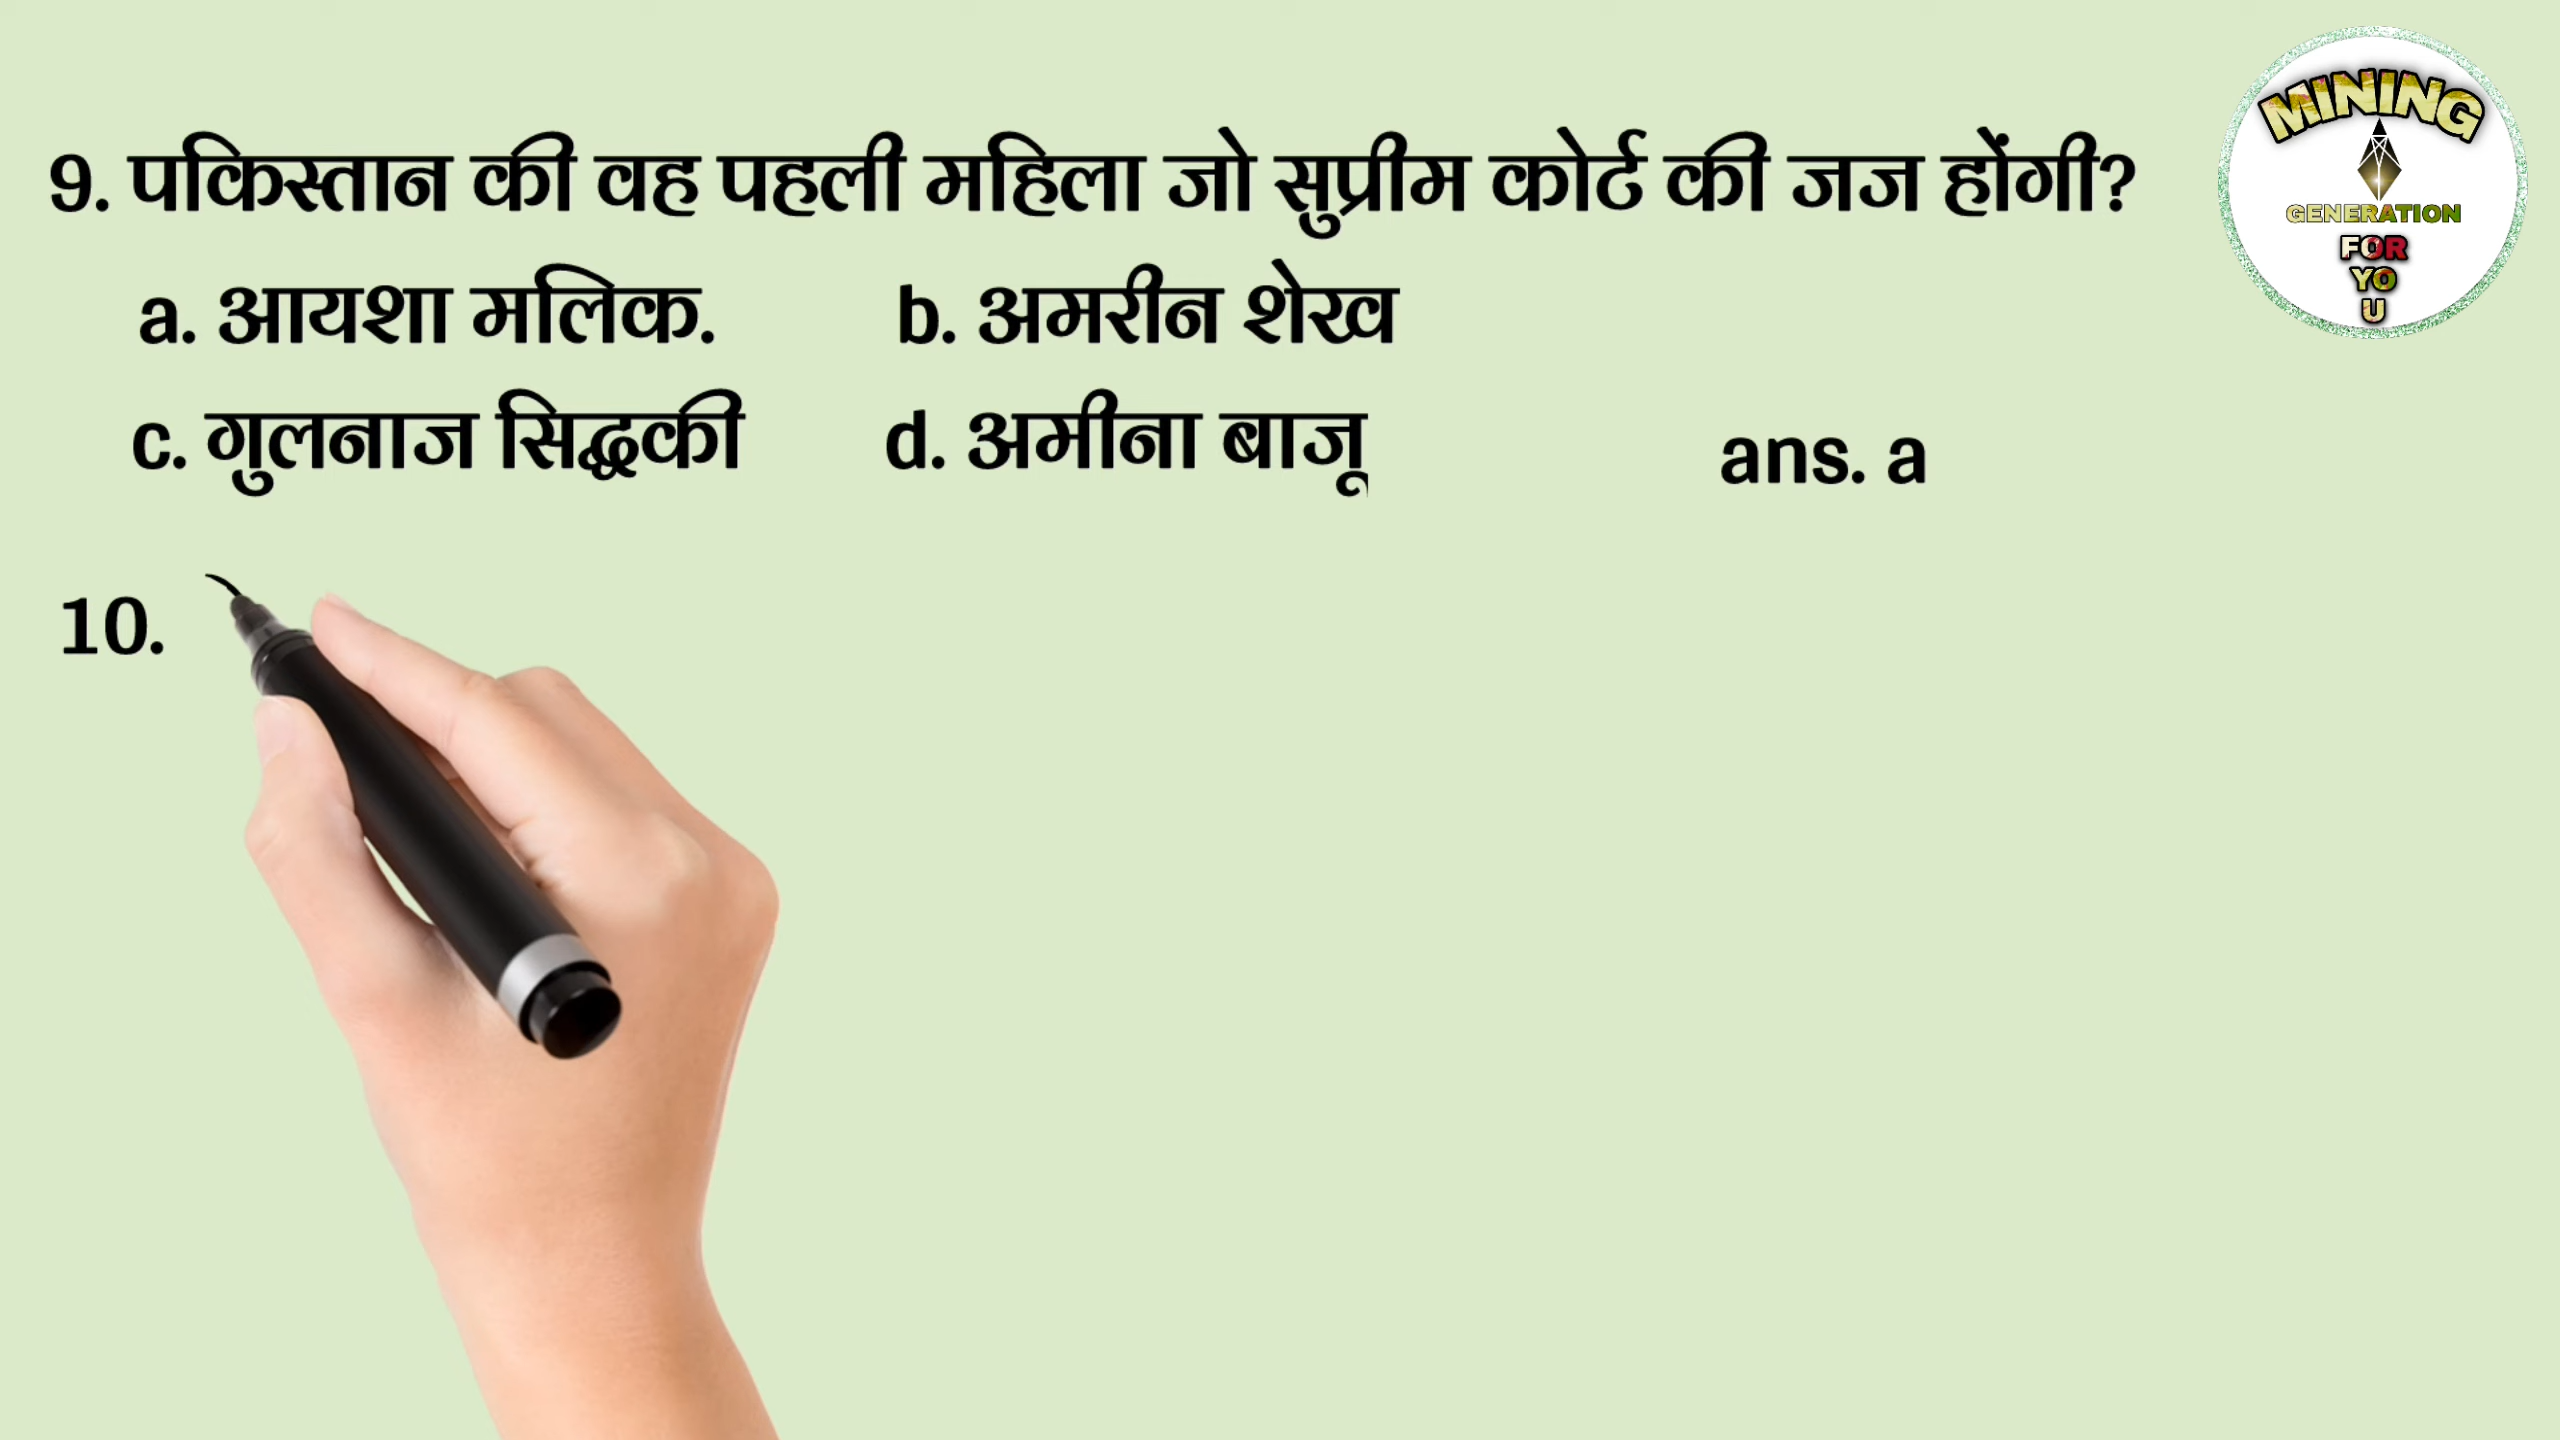 9. पकिस्तान की वह पहली महिला जो सुप्रीम कोर्ट की जज होंगी?
a. आयशा मलिक. b. अमरीन शेख
c. गुलनाज सिद्धकी d. अमीना बाजू ans. a
10.
MINING
GENERATION
FOR
YO
U